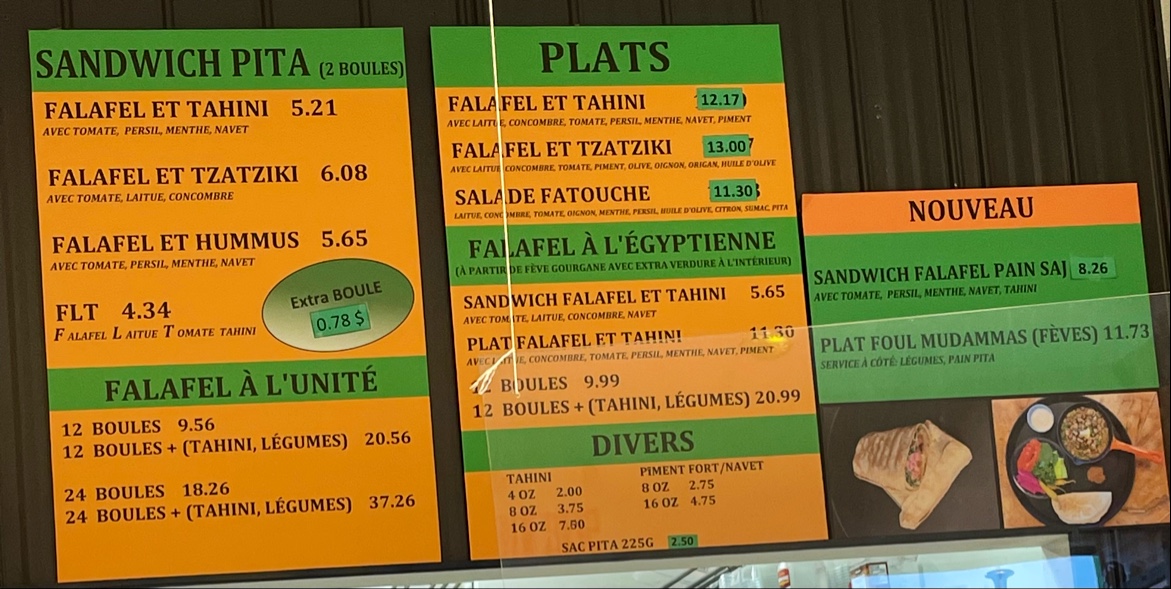 SANDWICH PITA (2 BOULES)
FALAFEL ET TAHINI 5.21
AVEC TOMATE, PERSIL, MENTHE, NAVET
FALAFEL ET TZATZIKI 6.08
AVEC TOMATE, LAITUE, CONCOMBRE
FALAFEL ET HUMMUS 5.65
AVEC TOMATE, PERSIL, MENTHE, NAVET
FLT 4.34
FALAFEL LAITUE TOMATE TAHINI
Extra BOULE
0.78 $
FALAFEL À L'UNITÉ
12 BOULES 9.56
12 BOULES + (TAHINI, LÉGUMES) 20.56
24 BOULES 18.26
24 BOULES + (TAHINI, LÉGUMES) 37.26
PLATS
FALAFEL ET TAHINI 12.17
AVEC LAITUE, CONCOMBRE, TOMATE, PERSIL, MENTHE, NAVET, PIMENT
FALAFEL ET TZATZIKI 13.00
AVEC LAITUE, CONCOMBRE, TOMATE, PIMENT, OLIVE, OIGNON, ORIGAN, HUILE D'OLIVE
SALADE FATOUCHE 11.30
LAITUE, CONCOMBRE, TOMATE, OIGNON, MENTHE, PERSIL, HUILE D'OLIVE, CITRON, SUMAC, PITA
FALAFEL À L'ÉGYPTIENNE
(À PARTIR DE FÈVE GOURGANE AVEC EXTRA VERDURE À L'INTÉRIEUR)
SANDWICH FALAFEL ET TAHINI 5.65
AVEC TOMATE, LAITUE, CONCOMBRE, NAVET
PLAT FALAFEL ET TAHINI 11.30
AVEC LAITUE, CONCOMBRE, TOMATE, PERSIL, MENTHE, NAVET, PIMENT
12 BOULES 9.99
12 BOULES + (TAHINI, LÉGUMES) 20.99
DIVERS
TAHINI
4 OZ 2.00
8 OZ 3.75
16 OZ 7.50
PIMENT FORT/NAVET
8 OZ 2.75
16 OZ 4.75
SAC PITA 225G 2.50
NOUVEAU
SANDWICH FALAFEL PAIN SAJ 8.26
AVEC TOMATE, PERSIL, MENTHE, NAVET, TAHINI
PLAT FOUL MUDAMMAS (FÈVES) 11.73
SERVICE À CÔTÉ: LÉGUMES, PAIN PITA